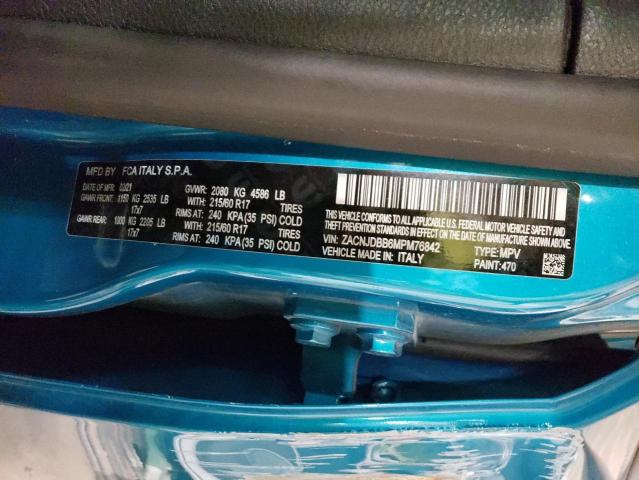 MFD BY FCA ITALY S.P.A.
DATE OF MFR GVWR: 2080 KG 4586 LB
GAWR FRONT: 1150 KG 2535 LB WITH: 215/60 R17 TIRES
17x7 RIMS AT: 240 KPA(35 PSI) COLD
GAWR REAR: 1000 KG 2205 LB WITH: 215/60 R17 TIRES
17x7 RIMS AT: 240 KPA(35 PSI) COLD
THIS VEHICLE CONFORMS TO ALL APPLICABLE U.S. FEDERAL MOTOR VEHICLE SAFETY, BUMPER AND
THEFT PREVENTION STANDARDS IN EFFECT ON THE DATE OF MANUFACTURE SHOWN ABOVE.
VIN: ZACNJDBB6MPM76842 TYPE: MPV
VEHICLE MADE IN: ITALY PAINT: 470